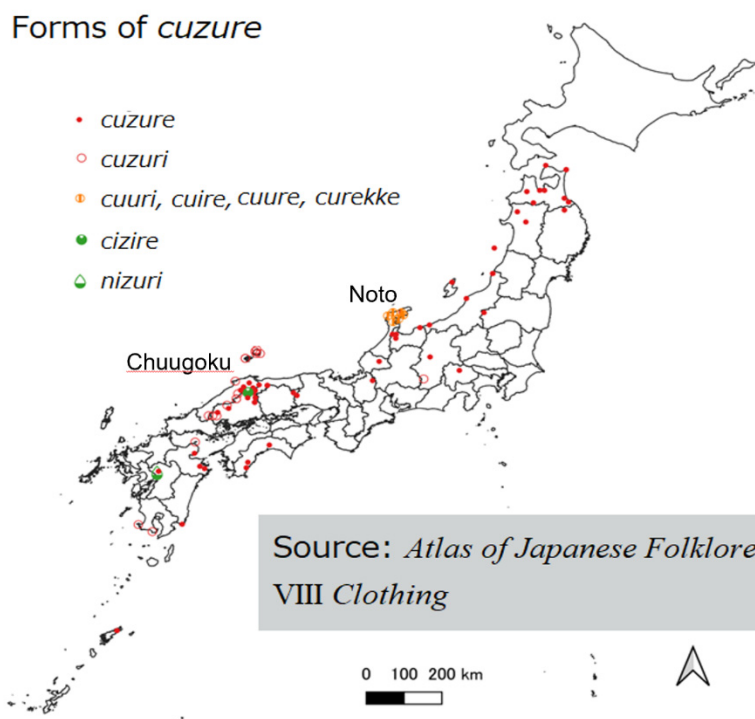 Forms of cuzure
cuzure
cuzuri
cuuri, cuire, cuure, curekke
cizire
nizuri
Noto
Chuugoku
Source: Atlas of Japanese Folklore
VIII Clothing
0 100 200 km